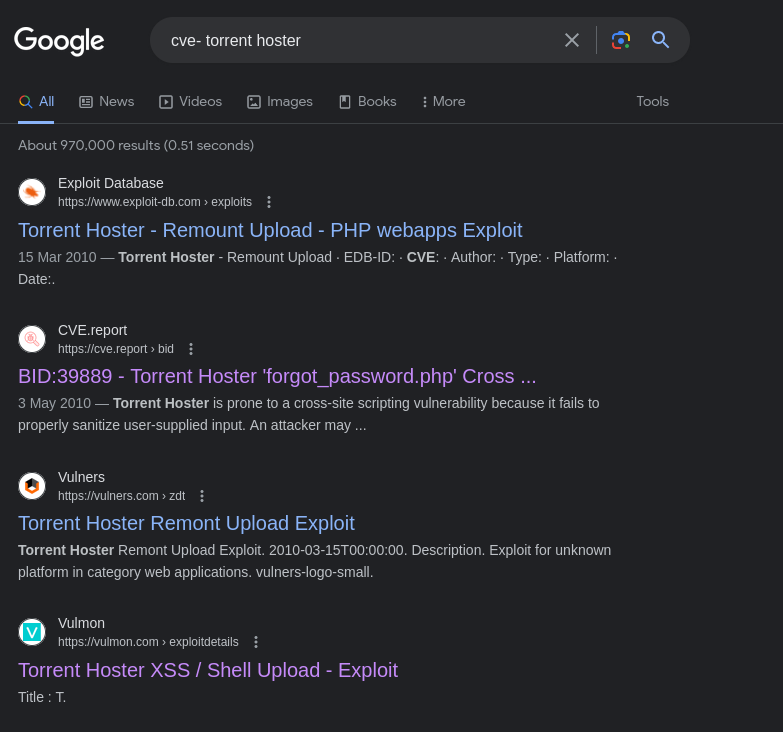 Google
cve- torrent hoster
All News Videos Images Books More Tools
About 970,000 results (0.51 seconds)
Exploit Database
https://www.exploit-db.com › exploits
Torrent Hoster - Remount Upload - PHP webapps Exploit
15 Mar 2010 — Torrent Hoster - Remount Upload · EDB-ID: · CVE: · Author: · Type: · Platform: ·
Date:.
CVE.report
https://cve.report › bid
BID:39889 - Torrent Hoster 'forgot_password.php' Cross ...
3 May 2010 — Torrent Hoster is prone to a cross-site scripting vulnerability because it fails to
properly sanitize user-supplied input. An attacker may ...
Vulners
https://vulners.com › zdt
Torrent Hoster Remont Upload Exploit
Torrent Hoster Remont Upload Exploit. 2010-03-15T00:00:00. Description. Exploit for unknown
platform in category web applications. vulners-logo-small.
Vulmon
https://vulmon.com › exploitdetails
Torrent Hoster XSS / Shell Upload - Exploit
Title : T.